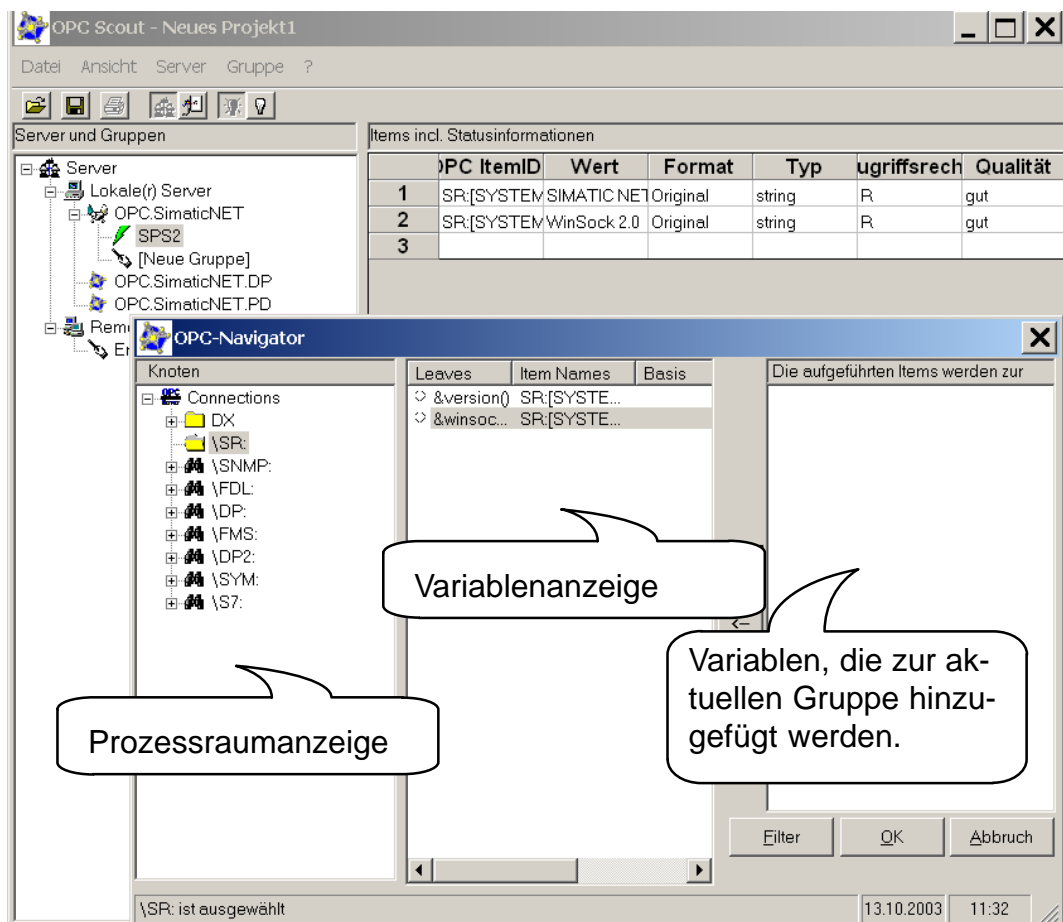 OPC Scout - Neues Projekt1
Datei Ansicht Server Gruppe ?
Server und Gruppen
Items incl. Statusinformationen
Server
Lokale(r) Server
OPC.SimaticNET
SPS2
[Neue Gruppe]
OPC.SimaticNET.DP
OPC.SimaticNET.PD
OPC ItemID Wert Format Typ ugriffsrech Qualität
1 SR:[SYSTEM SIMATIC NET Original string R gut
2 SR:[SYSTEM WinSock 2.0 Original string R gut
3
OPC-Navigator
Knoten
Connections
DX
\SR:
\SNMP:
\FDL:
\DP:
\FMS:
\DP2:
\SYM:
\S7:
Leaves Item Names Basis
&version() SR:[SYSTE...
&winsoc... SR:[SYSTE...
Die aufgeführten Items werden zur
<–
Variablenanzeige
Prozessraumanzeige
Variablen, die zur ak-
tuellen Gruppe hinzu-
gefügt werden.
Filter OK Abbruch
\SR: ist ausgewählt
13.10.2003 11:32